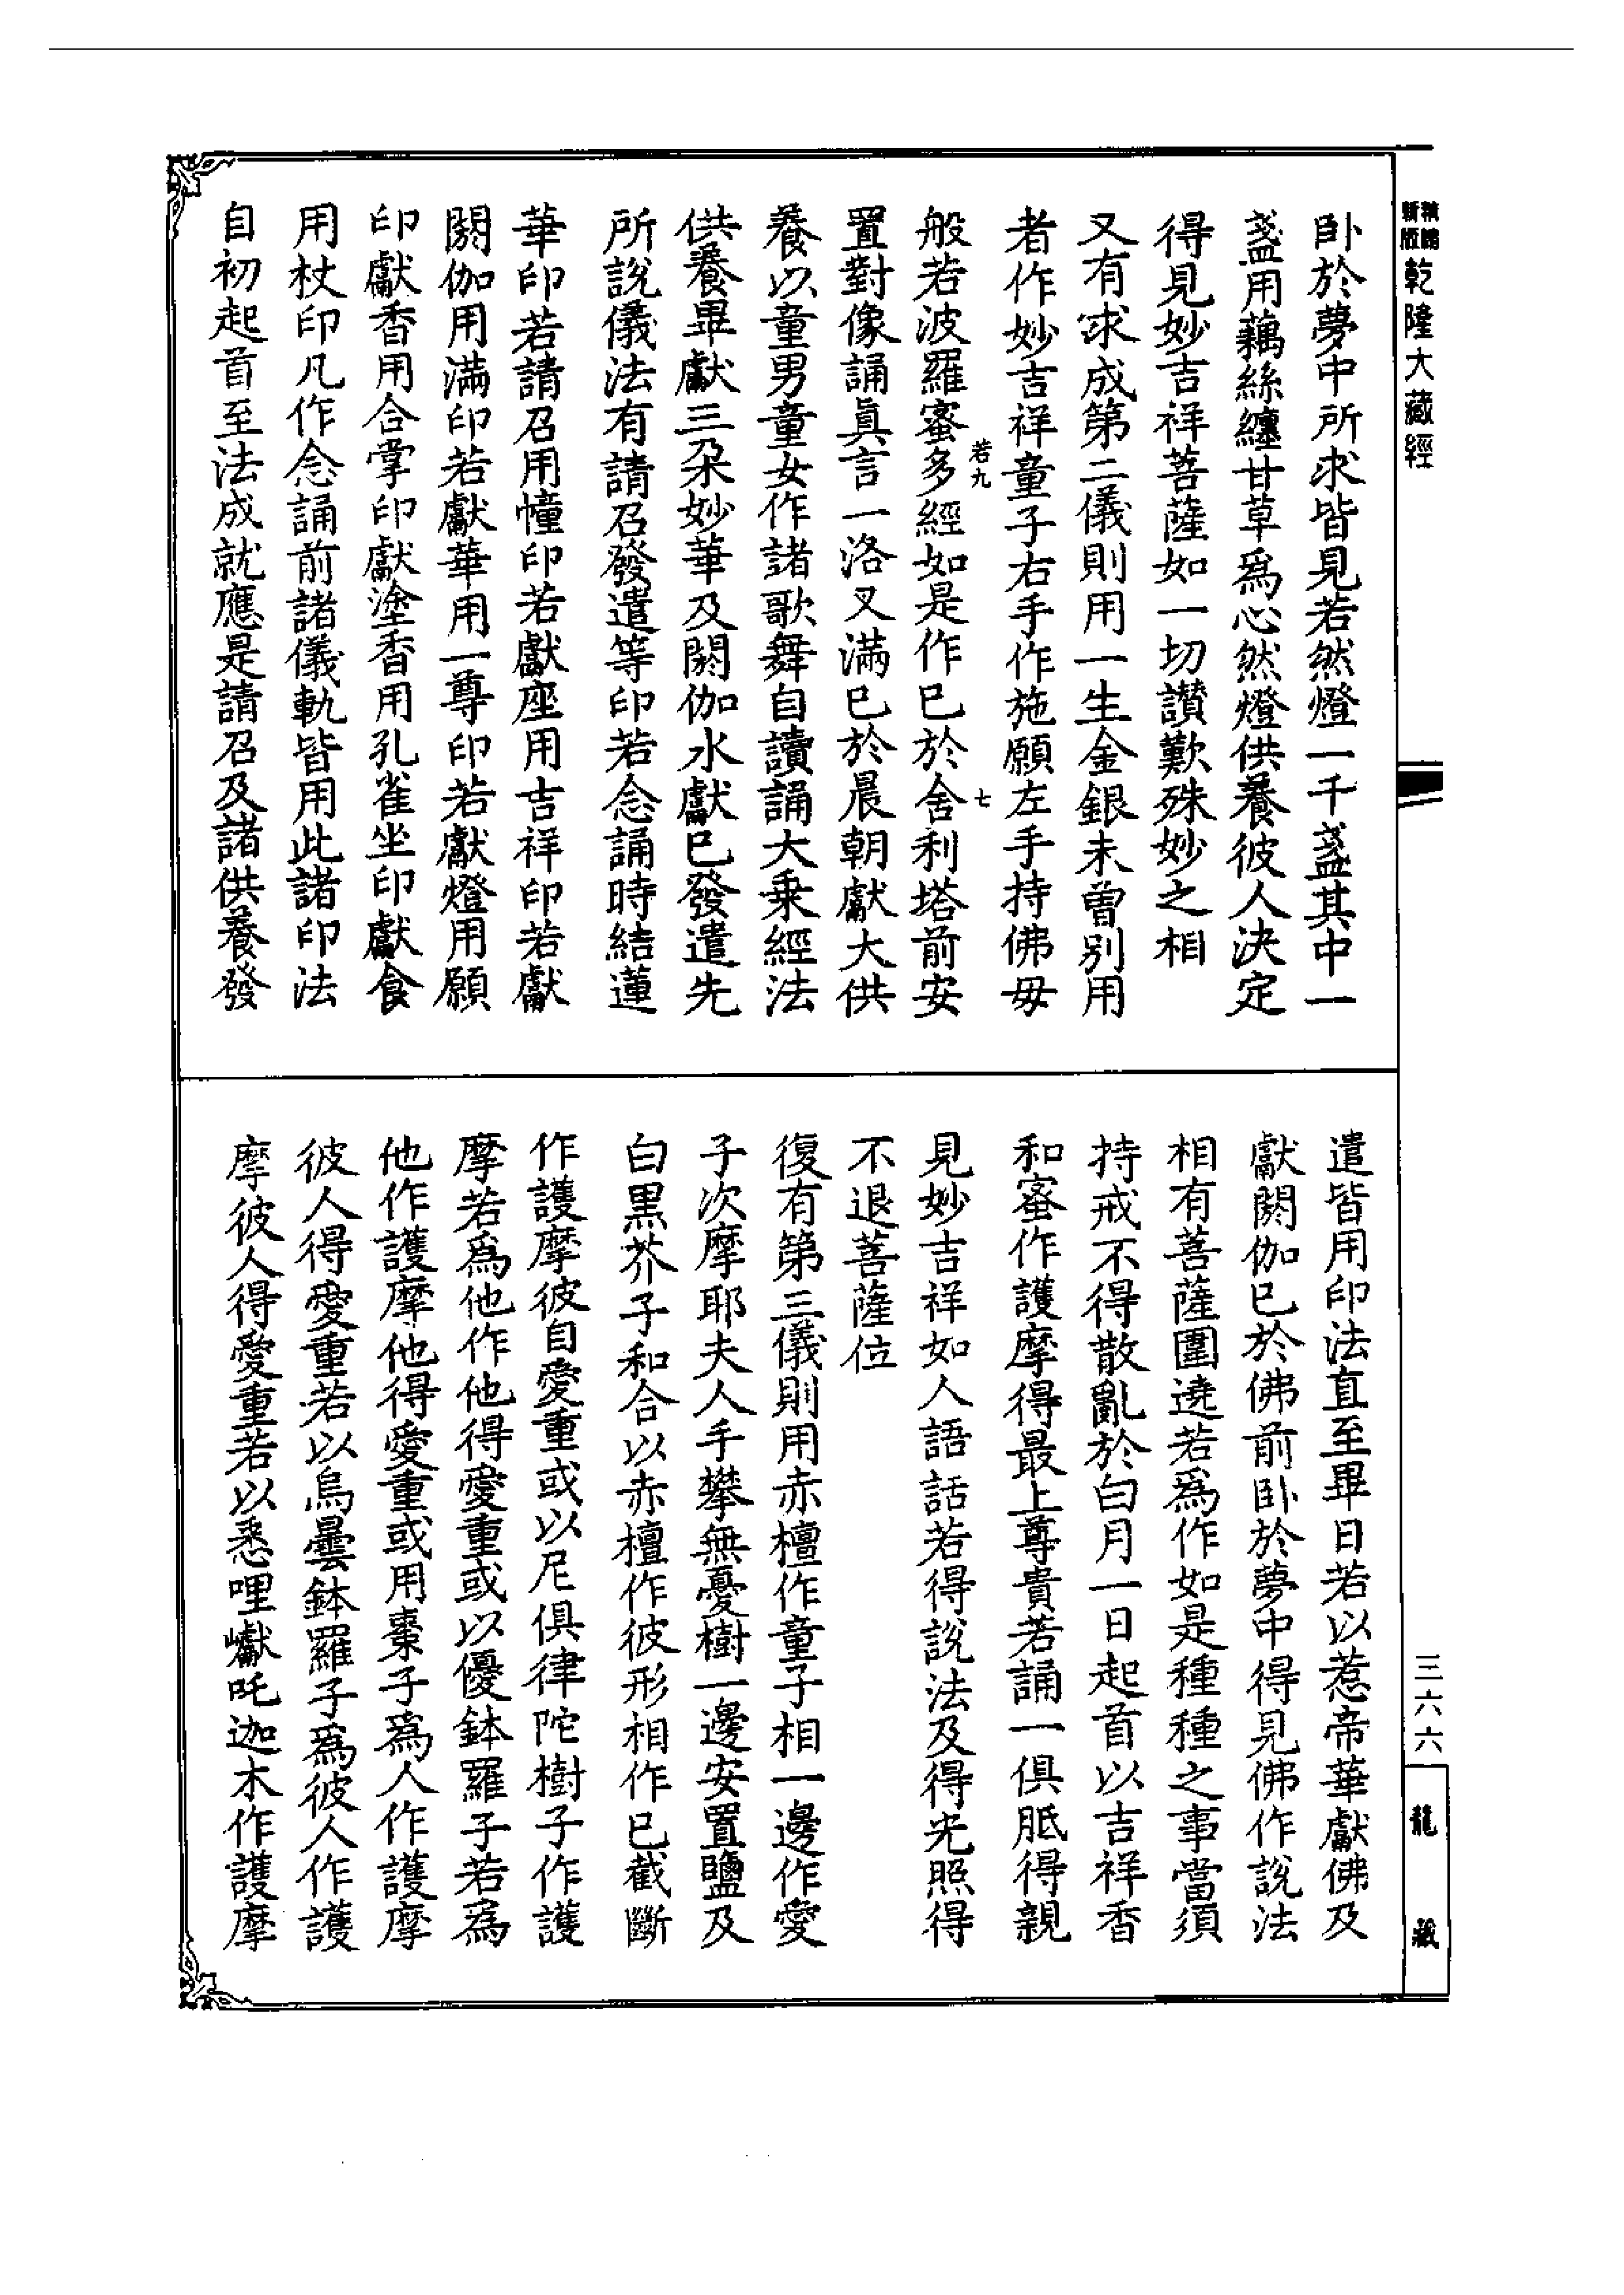 新版
精縮
乾隆大藏經
卧於夢中所求皆見若然燈一千盞其中一
盞用藕絲纏甘草爲心然燈供養彼人決定
得見妙吉祥菩薩如一切讃歎殊妙之相
又有求成第二儀則用一生金銀未曾别用
者作妙吉祥童子右手作施願左手持佛母
般若波羅蜜多經如是作已於舍利塔前安
若九
七
置對像誦眞言一洛叉滿已於晨朝獻大供
養以童男童女作諸歌舞自讀誦大乗經法
供養畢獻三朶妙華及閼伽水獻已發遣先
所說儀法有請召發遣等印若念誦時結蓮
華印若請召用幢印若獻座用吉祥印若獻
閼伽用滿印若獻華用一尊印若獻燈用願
印獻香用合掌印獻塗香用孔雀坐印獻食
用杖印凡作念誦前諸儀軌皆用此諸印法
自初起首至法成就應是請召及諸供養發
遣皆用印法直至畢日若以惹帝華獻佛及
獻閼伽已於佛前卧於夢中得見佛作說法
相有菩薩圍遶若爲作如是種種之事當須
持戒不得散亂於白月一日起首以吉祥香
和蜜作護摩得最上尊貴若誦一俱胝得親
見妙吉祥如人語話若得說法及得光照得
不退菩薩位
復有第三儀則用赤檀作童子相一邊作愛
子次摩耶夫人手攀無憂樹一邊安置鹽及
白黑芥子和合以赤檀作彼形相作已截斷
作護摩彼自愛重或以尼俱律陀樹子作護
摩若爲他作他得愛重或以優鉢羅子若爲
他作護摩他得愛重或用棗子爲人作護摩
彼人得愛重若以烏曇鉢羅子爲彼人作護
摩彼人得愛重若以悉哩巘吒迦木作護摩
三六六
龍藏